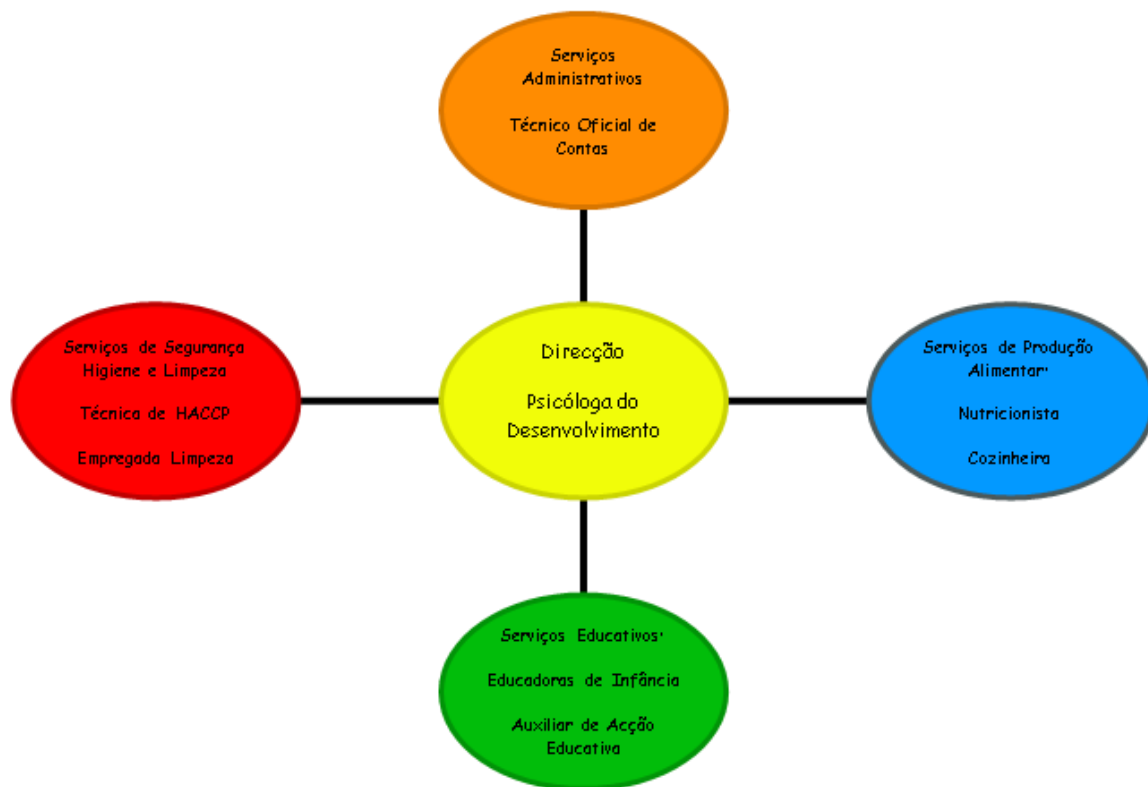 Serviços
Administrativos
Técnico Oficial de
Contas
Serviços de Segurança
Higiene e Limpeza
Técnica de HACCP
Empregada Limpeza
Direcção
Psicóloga do
Desenvolvimento
Serviços de Produção
Alimentar·
Nutricionista
Cozinheira
Serviços Educativos·
Educadoras de Infância
Auxiliar de Acção
Educativa